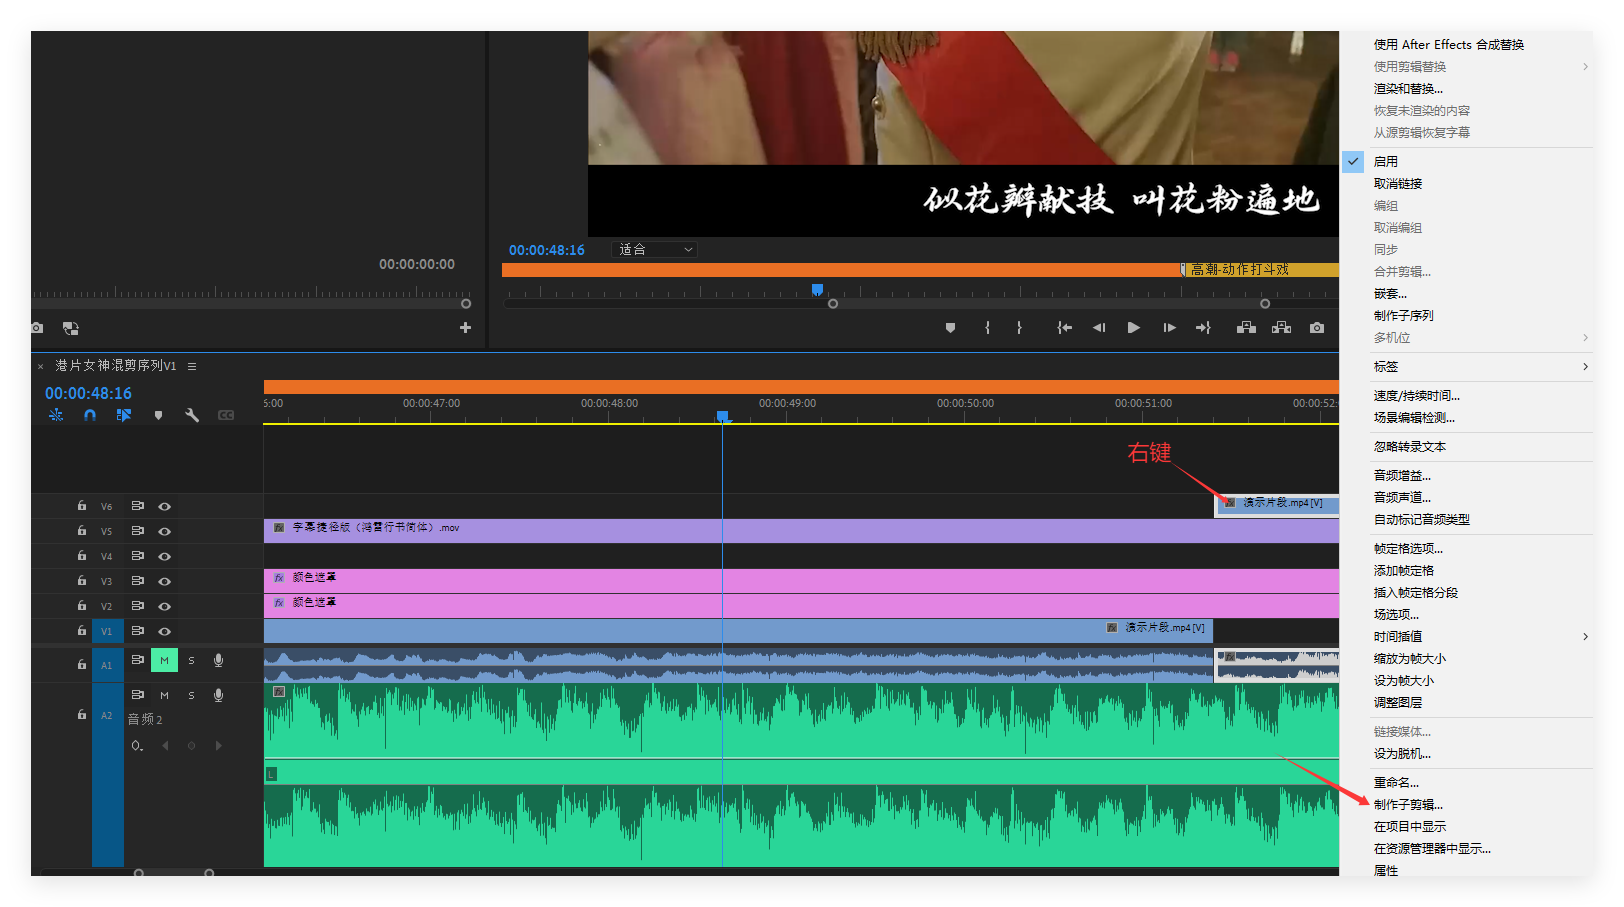 似花瓣献技 叫花粉遍地
00:00:00:00
00:00:48:16
适合
高潮-动作打斗戏
港片女神混剪序列V1
00:00:48:16
5:00
00:00:47:00
00:00:48:00
00:00:49:00
00:00:50:00
00:00:51:00
00:00:52:
右键
V6
fx 演示片段.mp4 [V]
V5
fx 字幕捷径版（鸿雷行书简体）.mov
V4
V3
fx 颜色遮罩
V2
fx 颜色遮罩
V1
fx 演示片段.mp4 [V]
A1 M S
fx
A2 M S
fx
音频 2
L
使用 After Effects 合成替换
使用剪辑替换
渲染和替换...
恢复未渲染的内容
从源剪辑恢复字幕
启用
取消链接
编组
取消编组
同步
合并剪辑...
嵌套...
制作子序列
多机位
标签
速度/持续时间...
场景编辑检测...
忽略转录文本
音频增益...
音频声道...
自动标记音频类型
帧定格选项...
添加帧定格
插入帧定格分段
场选项...
时间插值
缩放为帧大小
设为帧大小
调整图层
链接媒体...
设为脱机...
重命名...
制作子剪辑...
在项目中显示
在资源管理器中显示...
属性